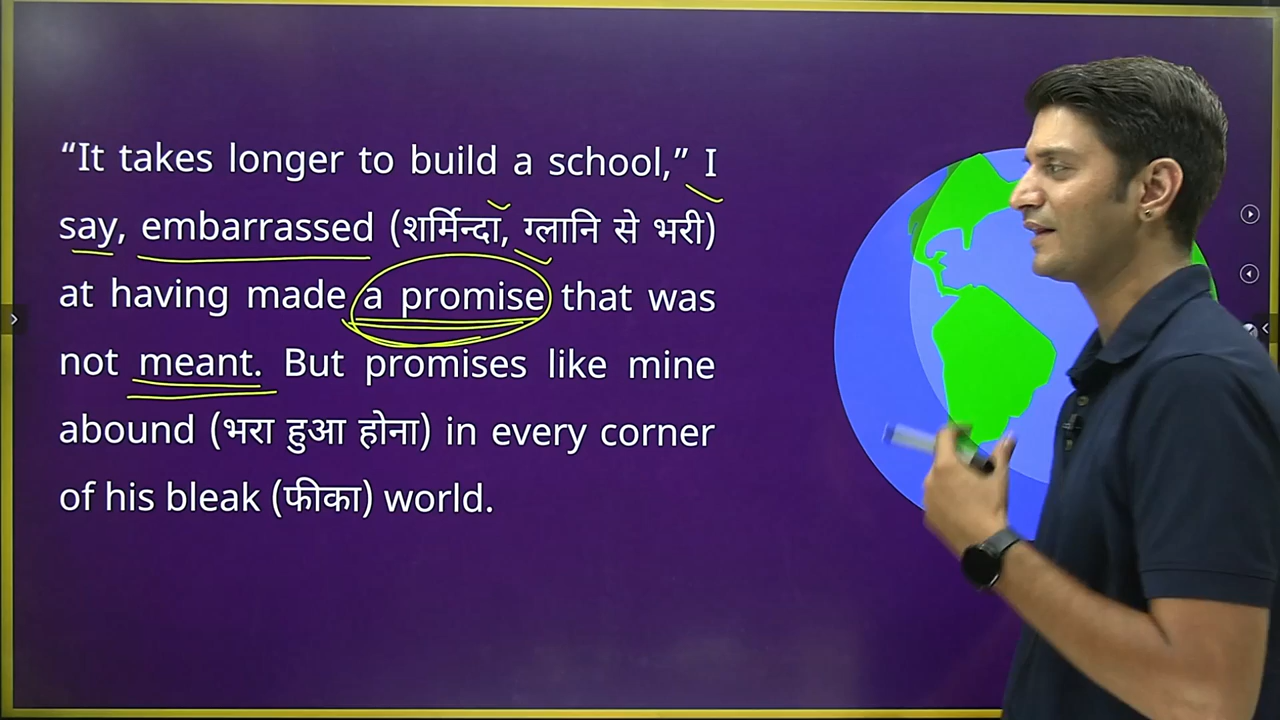 “It takes longer to build a school,” I
say, embarrassed (शर्मिन्दा, ग्लानि से भरी)
at having made a promise that was
not meant. But promises like mine
abound (भरा हुआ होना) in every corner
of his bleak (फीका) world.